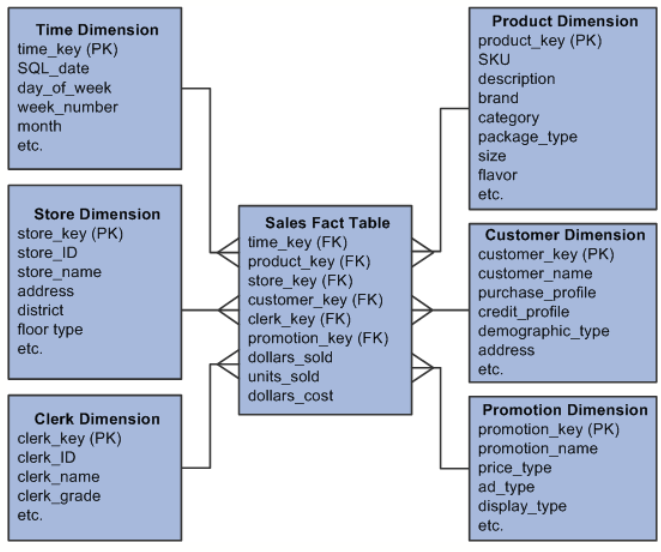 Time Dimension
time_key (PK)
SQL_date
day_of_week
week_number
month
etc.
Store Dimension
store_key (PK)
store_ID
store_name
address
district
floor type
etc.
Clerk Dimension
clerk_key (PK)
clerk_ID
clerk_name
clerk_grade
etc.
Sales Fact Table
time_key (FK)
product_key (FK)
store_key (FK)
customer_key (FK)
clerk_key (FK)
promotion_key (FK)
dollars_sold
units_sold
dollars_cost
Product Dimension
product_key (PK)
SKU
description
brand
category
package_type
size
flavor
etc.
Customer Dimension
customer_key (PK)
customer_name
purchase_profile
credit_profile
demographic_type
address
etc.
Promotion Dimension
promotion_key (PK)
promotion_name
price_type
ad_type
display_type
etc.